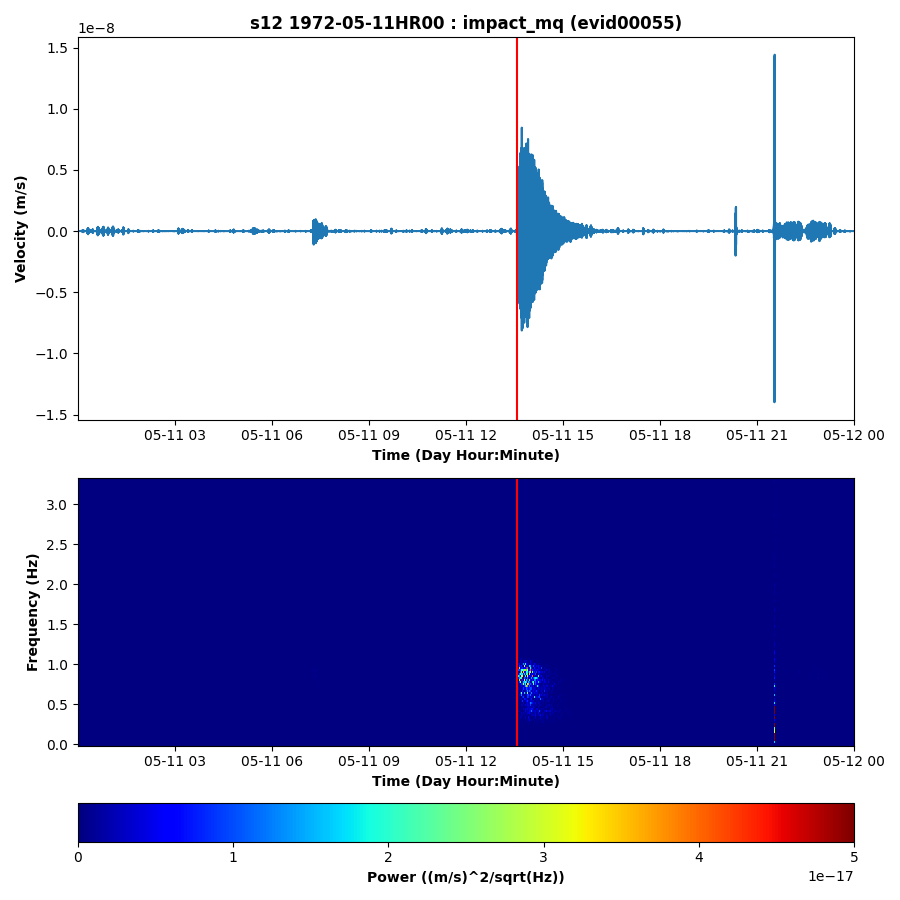 s12 1972-05-11HR00 : impact_mq (evid00055)
1e−8
1.5
1.0
0.5
0.0
−0.5
−1.0
−1.5
Velocity (m/s)
05-11 03 05-11 06 05-11 09 05-11 12 05-11 15 05-11 18 05-11 21 05-12 00
Time (Day Hour:Minute)
3.0
2.5
2.0
1.5
1.0
0.5
0.0
Frequency (Hz)
05-11 03 05-11 06 05-11 09 05-11 12 05-11 15 05-11 18 05-11 21 05-12 00
Time (Day Hour:Minute)
0 1 2 3 4 5
1e−17
Power ((m/s)^2/sqrt(Hz))